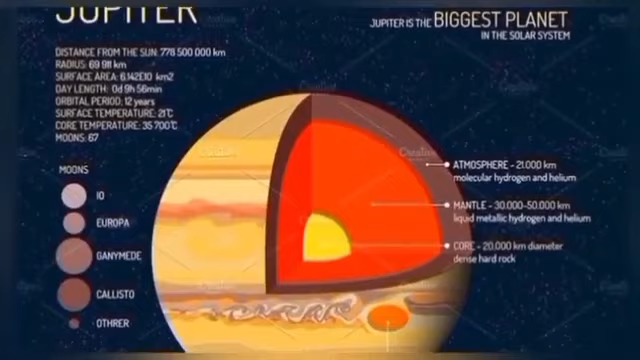 JUPITER
JUPITER IS THE BIGGEST PLANET
IN THE SOLAR SYSTEM
DISTANCE FROM THE SUN: 778 500 000 km
RADIUS: 69 911 km
SURFACE AREA: 6,142E10 km2
DAY LENGTH: 0d 9h 56min
ORBITAL PERIOD: 12 years
SURFACE TEMPERATURE: 21°C
CORE TEMPERATURE: 35 700°C
MOONS: 67
MOONS
IO
EUROPA
GANYMEDE
CALLISTO
OTHRER
ATMOSPHERE - 21.000 km
molecular hydrogen and helium
MANTLE - 30.000-50.000 km
liquid metallic hydrogen and helium
CORE - 20.000 km diameter
dense hard rock